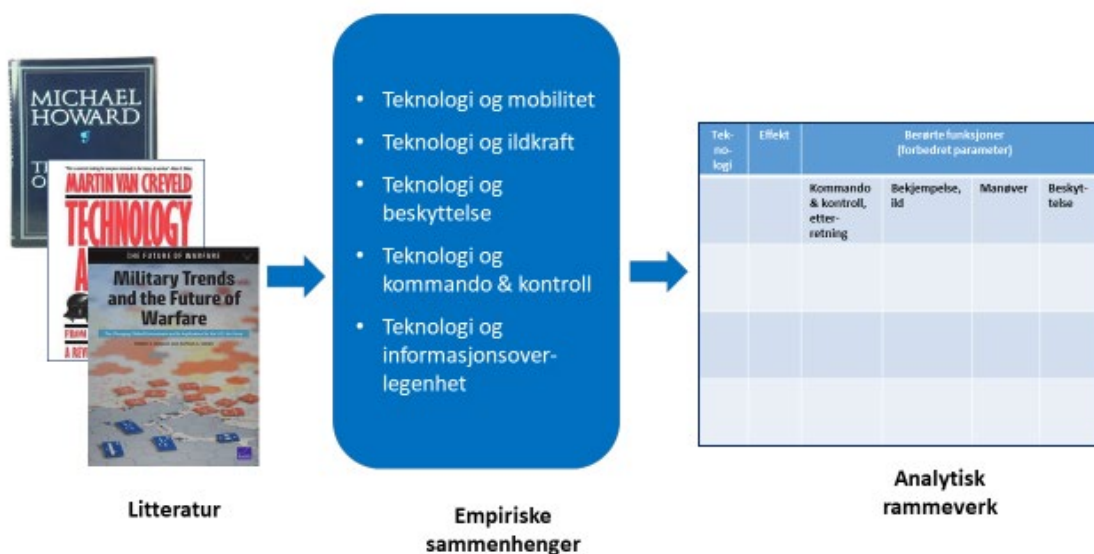 MICHAEL
HOWARD
MARTIN VAN CREVELD
TECHNOLOGY
THE FUTURE OF WARFARE
Military Trends
and the Future of
Warfare
Litteratur
• Teknologi og mobilitet
• Teknologi og ildkraft
• Teknologi og
beskyttelse
• Teknologi og
kommando & kontroll
• Teknologi og
informasjonsover-
legenhet
Empiriske
sammenhenger
Tek-
no-
logi
Effekt
Berørte funksjoner
(forbedret parameter)
Kommando
& kontroll,
etter-
retning
Bekjempelse,
ild
Manøver
Beskyt-
telse
Analytisk
rammeverk